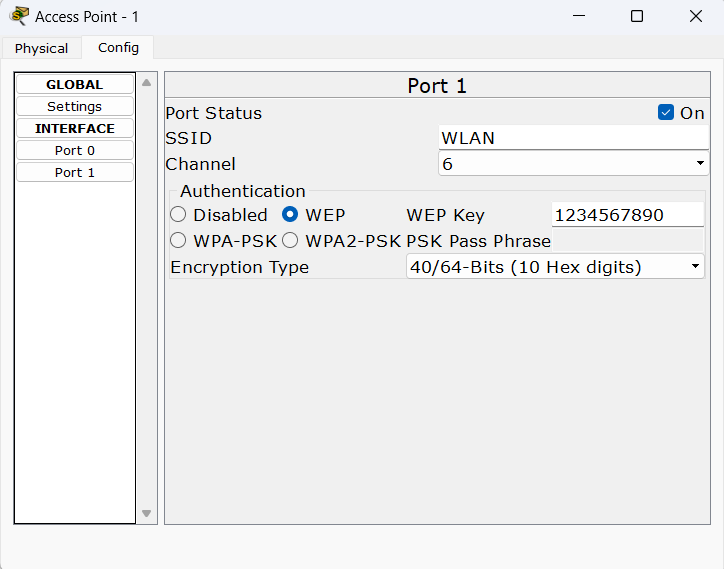 Access Point - 1
Physical Config
GLOBAL
Settings
INTERFACE
Port 0
Port 1
Port 1
Port Status On
SSID WLAN
Channel 6
Authentication
Disabled WEP WEP Key 1234567890
WPA-PSK WPA2-PSK PSK Pass Phrase
Encryption Type 40/64-Bits (10 Hex digits)